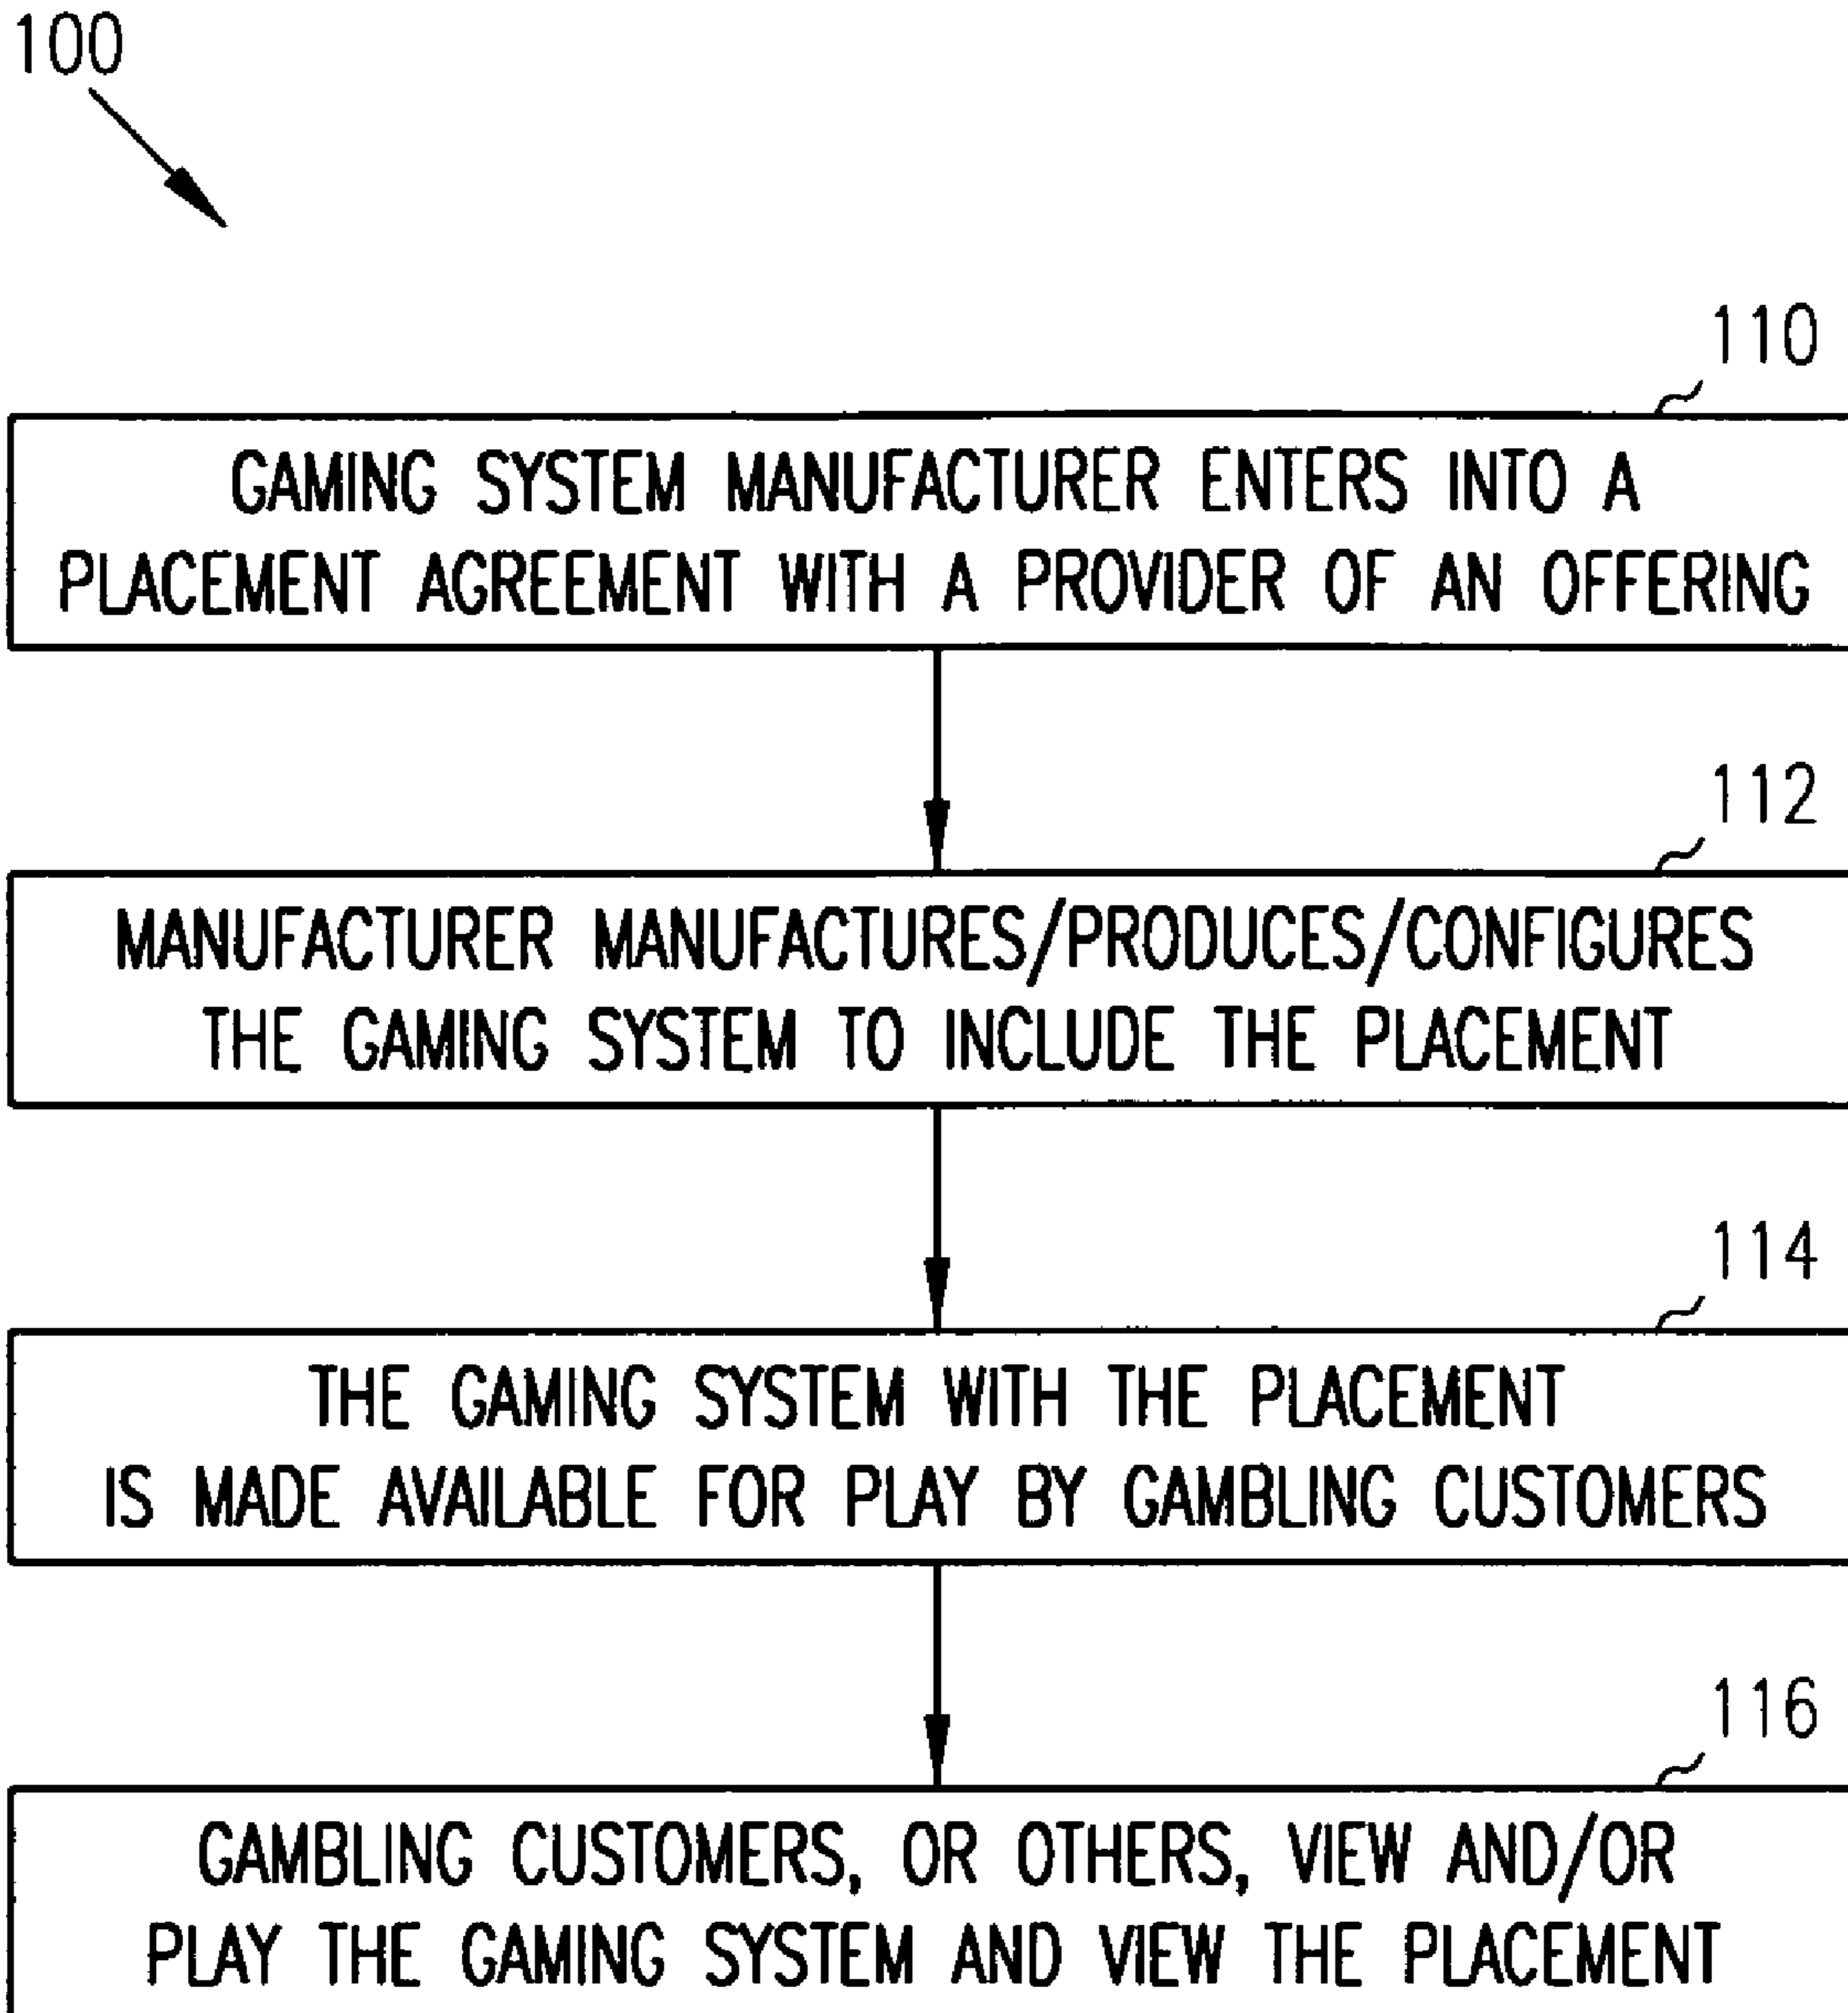 100
110
GAMING SYSTEM MANUFACTURER ENTERS INTO A
PLACEMENT AGREEMENT WITH A PROVIDER OF AN OFFERING
112
MANUFACTURER MANUFACTURES/PRODUCES/CONFIGURES
THE GAMING SYSTEM TO INCLUDE THE PLACEMENT
114
THE GAMING SYSTEM WITH THE PLACEMENT
IS MADE AVAILABLE FOR PLAY BY GAMBLING CUSTOMERS
116
GAMBLING CUSTOMERS, OR OTHERS, VIEW AND/OR
PLAY THE GAMING SYSTEM AND VIEW THE PLACEMENT